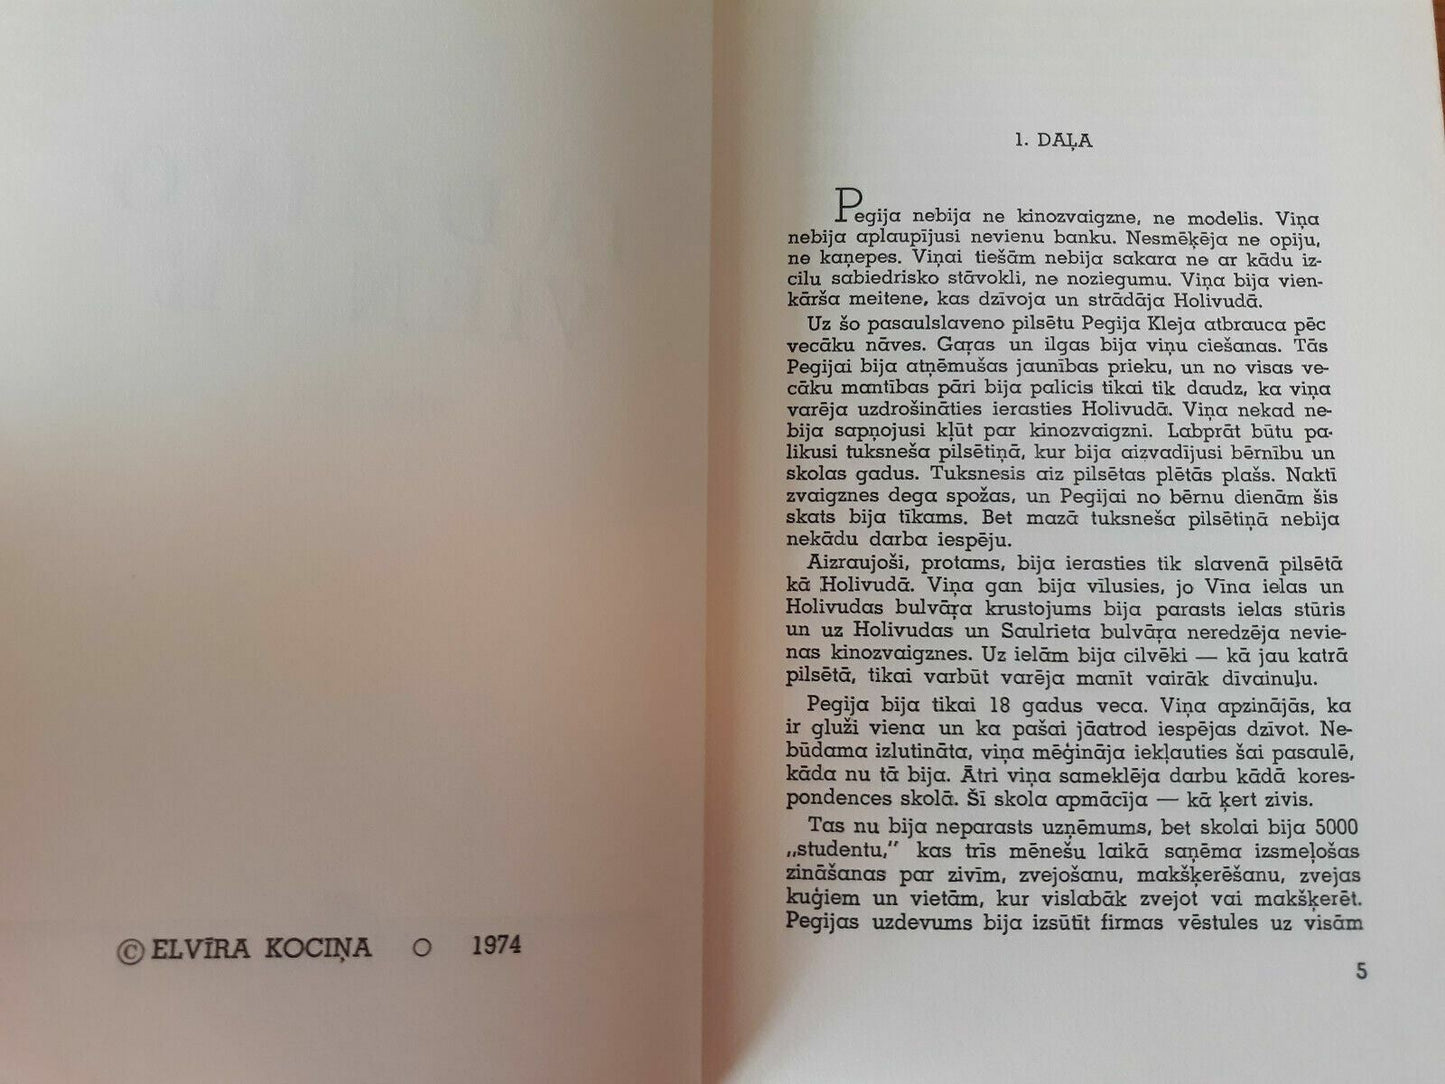 © ELVĪRA KOCIŅA O 1974
1. DAĻA
Pegija nebija ne kinozvaigzne, ne modelis. Viņa
nebija aplaupījusi nevienu banku. Nesmēķēja ne opiju,
ne kaņepes. Viņai tiešām nebija sakara ne ar kādu iz-
cilu sabiedrisko stāvokli, ne noziegumu. Viņa bija vien-
kārša meitene, kas dzīvoja un strādāja Holivudā.
Uz šo pasaulslaveno pilsētu Pegija Kleja atbrauca pēc
vecāku nāves. Gaŗas un ilgas bija viņu ciešanas. Tās
Pegijai bija atņēmušas jaunības prieku, un no visas ve-
cāku mantības pāri bija palicis tikai tik daudz, ka viņa
varēja uzdrošināties ierasties Holivudā. Viņa nekad ne-
bija sapņojusi kļūt par kinozvaigzni. Labprāt būtu pa-
likusi tuksneša pilsētiņā, kur bija aizvadījusi bērnību un
skolas gadus. Tuksnesis aiz pilsētas plētās plašs. Naktī
zvaigznes dega spožas, un Pegijai no bērnu dienām šis
skats bija tīkams. Bet mazā tuksneša pilsētiņā nebija
nekādu darba iespēju.
Aizraujoši, protams, bija ierasties tik slavenā pilsētā
kā Holivudā. Viņa gan bija vīlusies, jo Vīna ielas un
Holivudas bulvāŗa krustojums bija parasts ielas stūris
un uz Holivudas un Saulrieta bulvāŗa neredzēja nevie-
nas kinozvaigznes. Uz ielām bija cilvēki — kā jau katrā
pilsētā, tikai varbūt varēja manīt vairāk dīvainuļu.
Pegija bija tikai 18 gadus veca. Viņa apzinājās, ka
ir gluži viena un ka pašai jāatrod iespējas dzīvot. Ne-
būdama izlutināta, viņa mēģināja iekļauties šai pasaulē,
kāda nu tā bija. Ātri viņa sameklēja darbu kādā kores-
pondences skolā. Šī skola apmācīja — kā ķert zivis.
Tas nu bija neparasts uzņēmums, bet skolai bija 5000
„studentu,” kas trīs mēnešu laikā saņēma izsmeļošas
zināšanas par zivīm, zvejošanu, makšķerēšanu, zvejas
kuģiem un vietām, kur vislabāk zvejot vai makšķerēt.
Pegijas uzdevums bija izsūtīt firmas vēstules uz visām
5